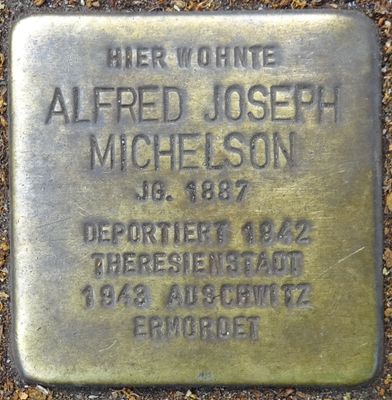 HIER WOHNTE
ALFRED JOSEPH
MICHELSON
JG. 1887
DEPORTIERT 1942
THERESIENSTADT
1943 AUSCHWITZ
ERMORDET